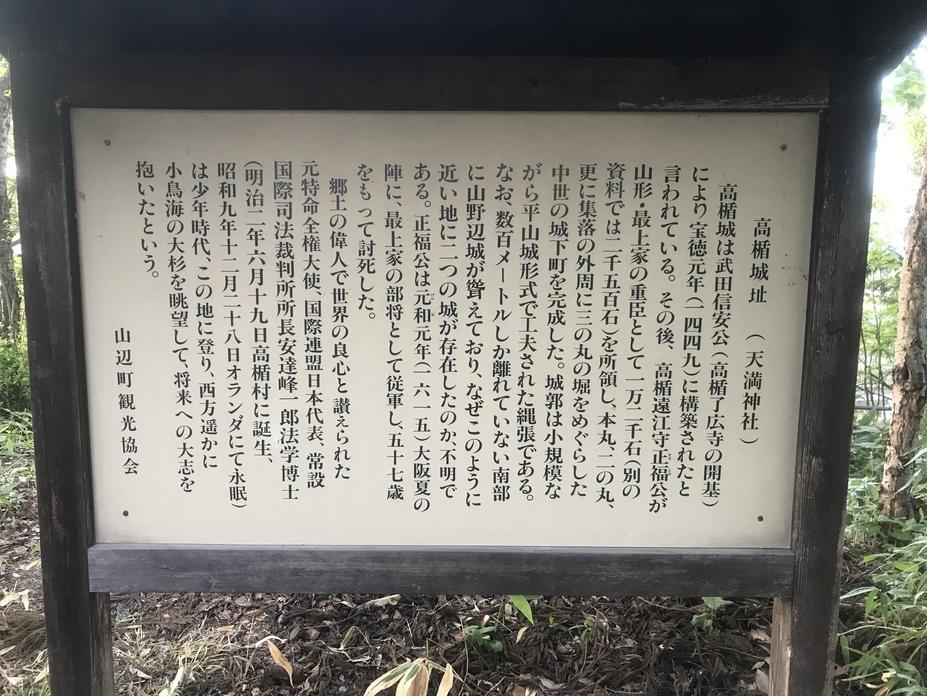 高楯城址　（天満神社）
高楯城は武田信安公（高楯了広寺の開基）
により宝徳元年（一四四九）に構築されたと
言われている。その後、高楯遠江守正福公が
山形・最上家の重臣として一万二千石（別の
資料では二千五百石）を所領し、本丸、二の丸、
更に集落の外周に三の丸の堀をめぐらした
中世の城下町を完成した。城郭は小規模な
がら平山城形式で工夫された縄張である。
なお、数百メートルしか離れていない南部
に山野辺城が聳えており、なぜこのように
近い地に二つの城が存在したのか、不明で
ある。正福公は元和元年（一六一五）大阪夏の
陣に、最上家の部将として従軍し、五十七歳
をもつて討死した。
郷土の偉人で世界の良心と讃えられた
元特命全権大使、国際連盟日本代表、常設
国際司法裁判所所長安達峰一郎法学博士
（明治二年六月十九日高楯村に誕生、
昭和九年十二月二十八日オランダにて永眠）
は少年時代、この地に登り、西方遥かに
小鳥海の大杉を眺望して、将来への大志を
抱いたという。
山辺町観光協会